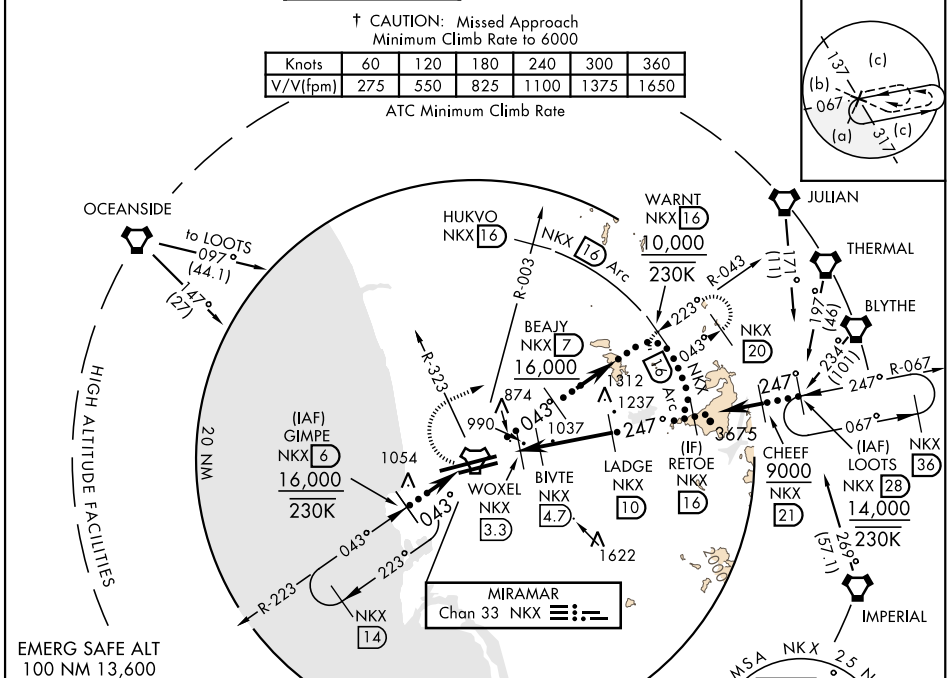 † CAUTION: Missed Approach
Minimum Climb Rate to 6000
Knots 60 120 180 240 300 360
V/V(fpm) 275 550 825 1100 1375 1650
ATC Minimum Climb Rate
137
(c)
(b)
067
(a)
(c)
317
OCEANSIDE
to LOOTS
097°
(44.1)
147°
(27)
HUKVO
NKX 16
NKX 16 Arc
R-003
WARNT
NKX 16
10,000
230K
R-043
223°
043°
JULIAN
171°
(11)
THERMAL
197°
(46)
BLYTHE
234°
(101)
NKX
20
BEAJY
NKX 7
16,000
1312
1237
NKX 16 Arc
R-323
874
990
043°
1037
247°
3675
247°
247°
R-067
067°
HIGH ALTITUDE FACILITIES
20 NM
(IAF)
GIMPE
NKX 6
16,000
230K
1054
043°
WOXEL
NKX
3.3
BIVTE
NKX
4.7
LADGE
NKX
10
(IF)
RETOE
NKX
16
CHEEF
9000
NKX
21
(IAF)
LOOTS
NKX 28
14,000
230K
NKX
36
1622
2000
269°
(57.1)
IMPERIAL
043°
223°
R-223
NKX
14
MIRAMAR
Chan 33 NKX
EMERG SAFE ALT
100 NM 13,600
MSA NKX 25 N